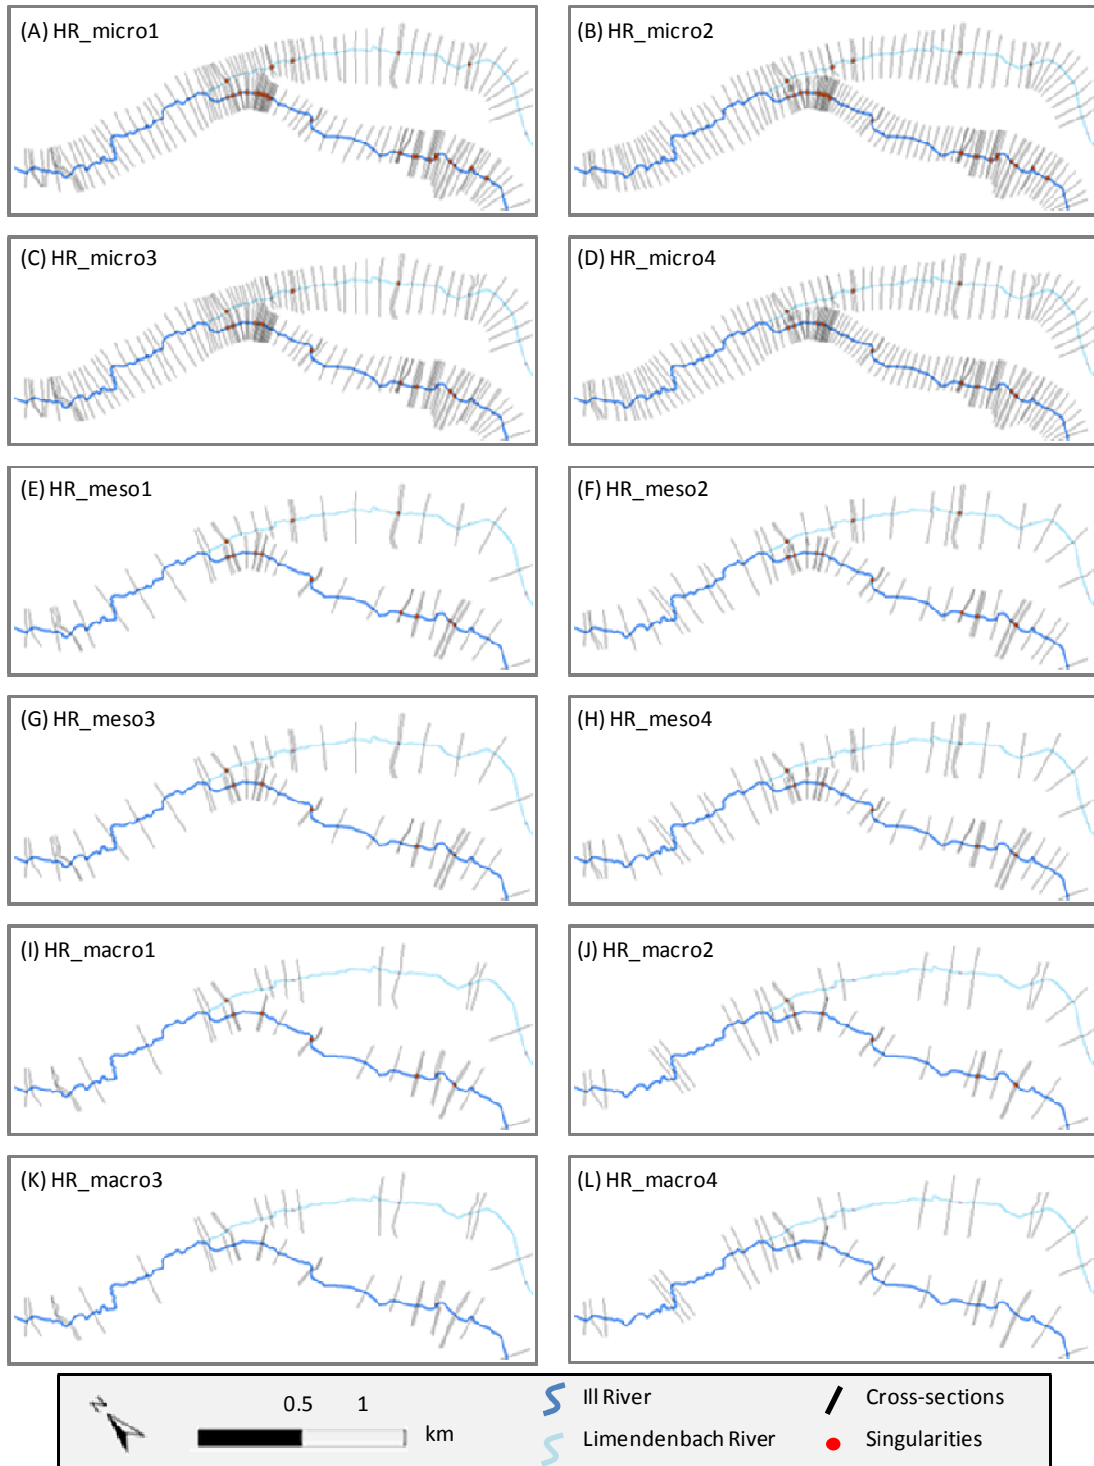 (A) HR_micro1
(B) HR_micro2
(C) HR_micro3
(D) HR_micro4
(E) HR_meso1
(F) HR_meso2
(G) HR_meso3
(H) HR_meso4
(I) HR_macro1
(J) HR_macro2
(K) HR_macro3
(L) HR_macro4
N
0.5 1
km
Ill River
Limendenbach River
Cross-sections
Singularities